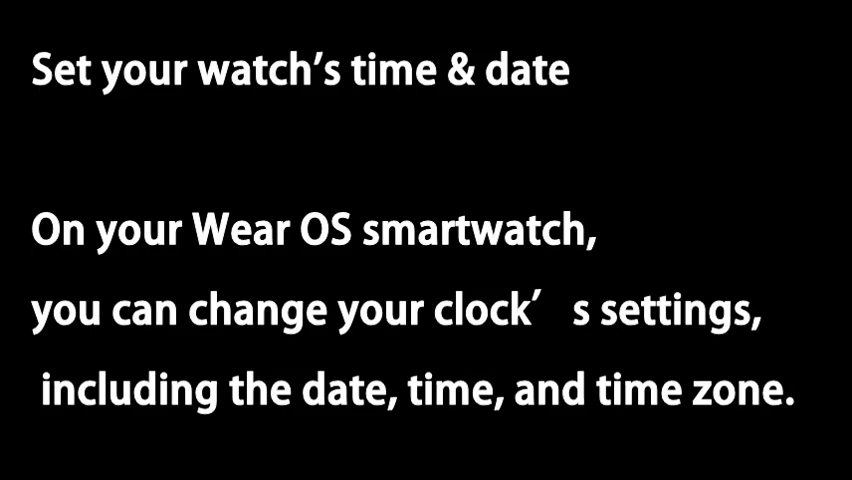 Set your watch’s time & date
On your Wear OS smartwatch,
you can change your clock′ s settings,
including the date, time, and time zone.